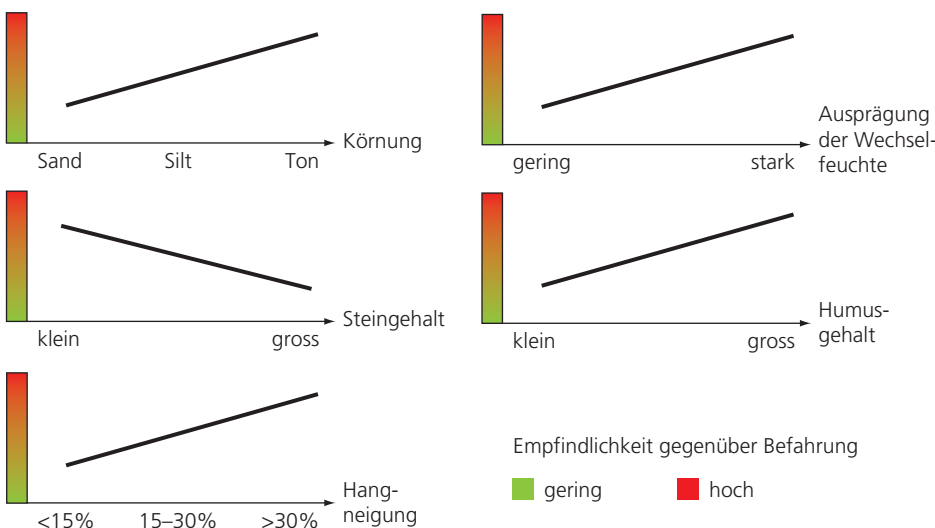 Körnung
Sand Silt Ton
Ausprägung
der Wechsel-
feuchte
gering stark
Steingehalt
klein gross
Humus-
gehalt
klein gross
Hang-
neigung
<15% 15–30% >30%
Empfindlichkeit gegenüber Befahrung
gering hoch